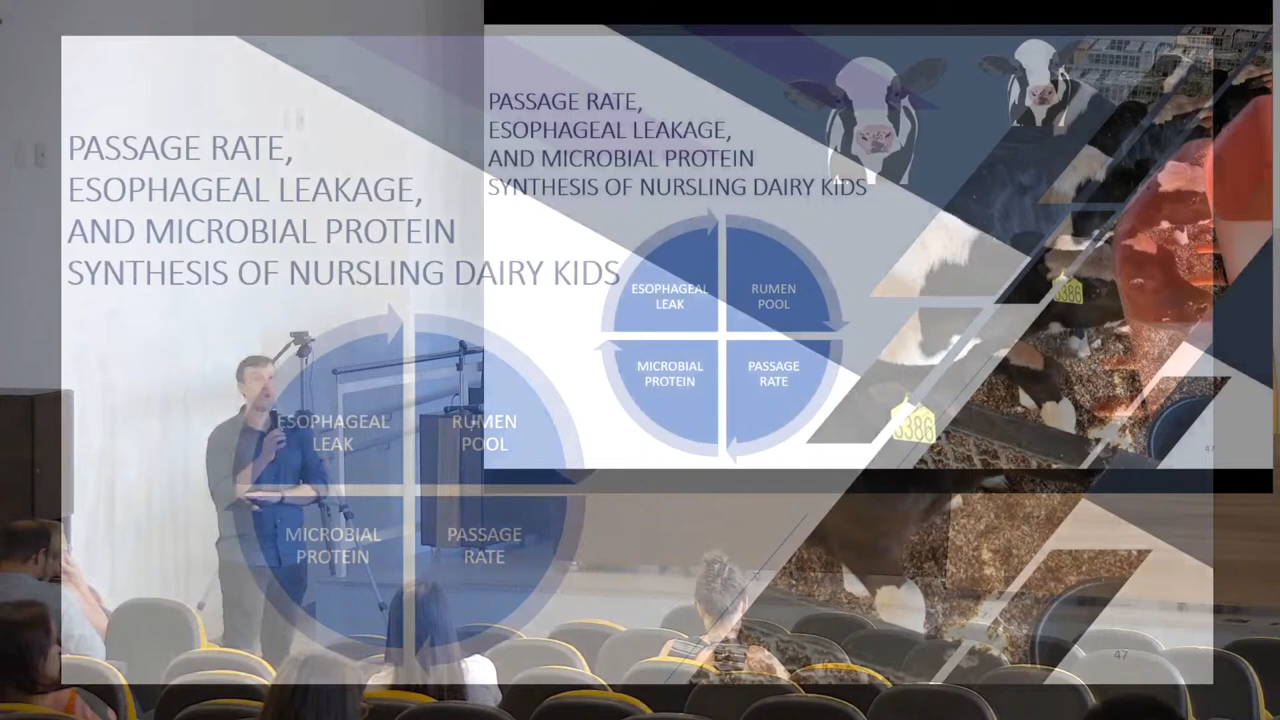 PASSAGE RATE,
ESOPHAGEAL LEAKAGE,
AND MICROBIAL PROTEIN
SYNTHESIS OF NURSLING DAIRY KIDS
ESOPHAGEAL
LEAK
RUMEN
POOL
MICROBIAL
PROTEIN
PASSAGE
RATE
47
PASSAGE RATE,
ESOPHAGEAL LEAKAGE,
AND MICROBIAL PROTEIN
SYNTHESIS OF NURSLING DAIRY KIDS
ESOPHAGEAL
LEAK
RUMEN
POOL
MICROBIAL
PROTEIN
PASSAGE
RATE
47